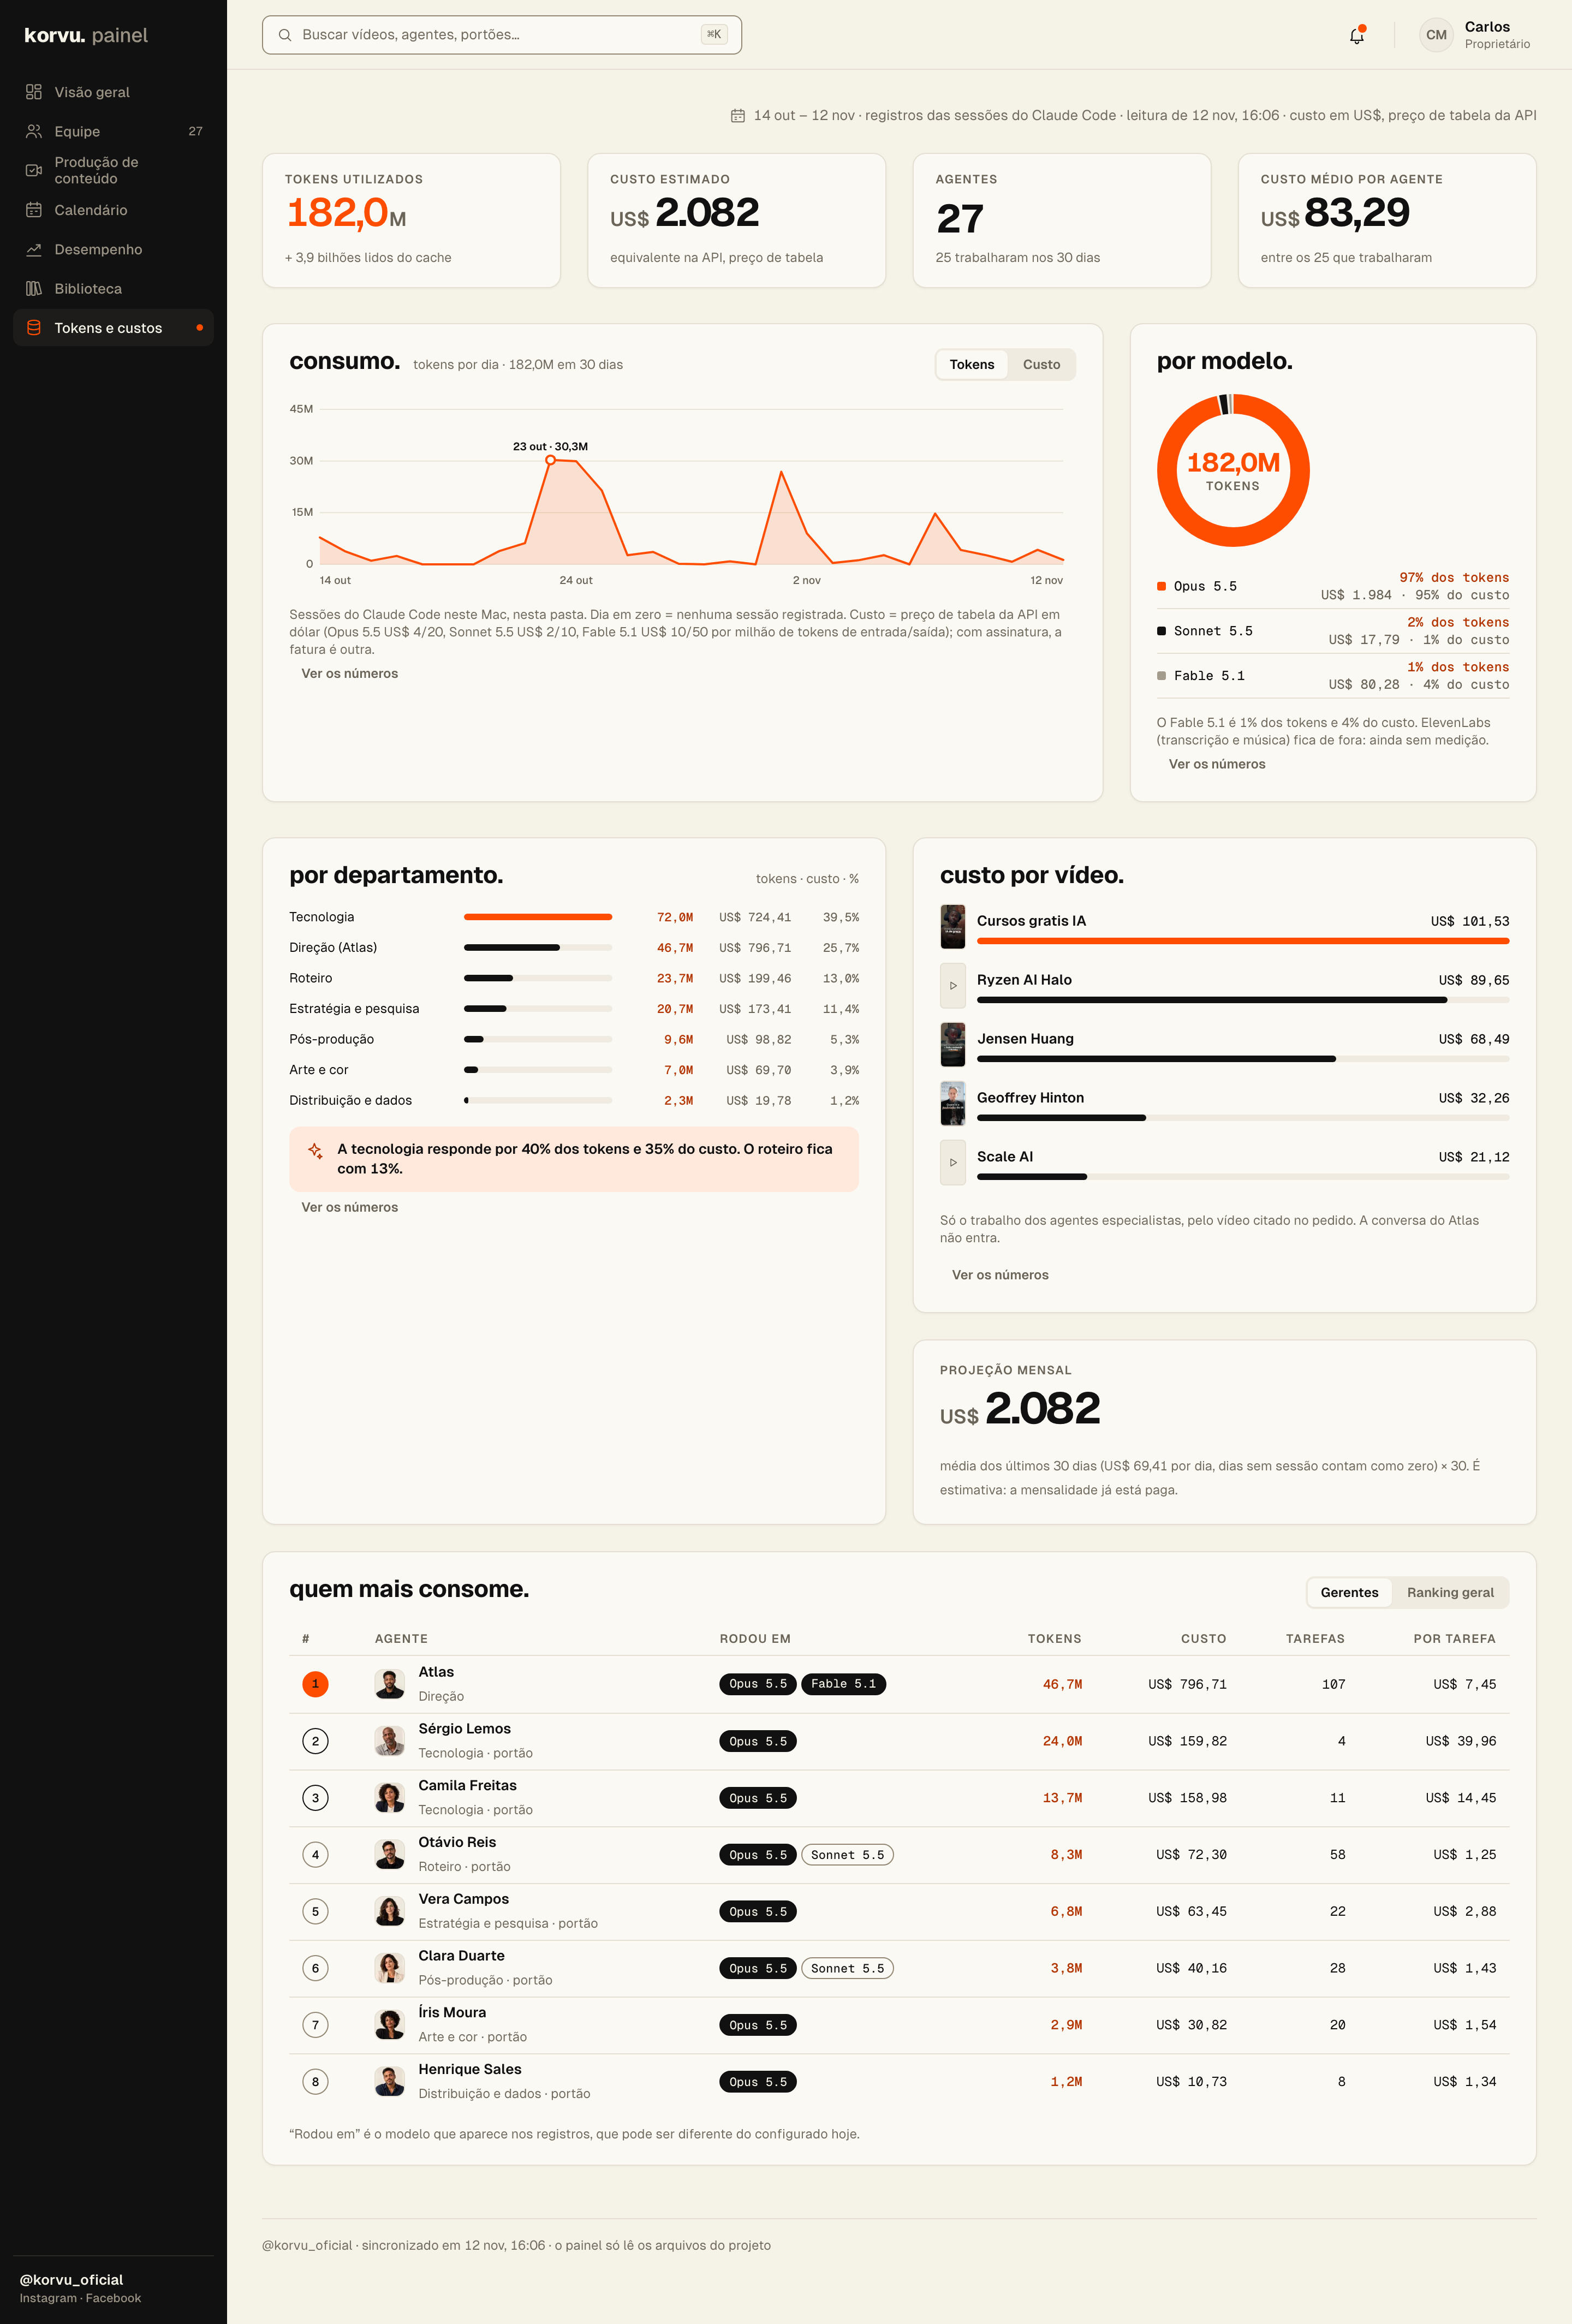 korvu. painel
Buscar vídeos, agentes, portões...
⌘K
CM
Carlos
Proprietário
Visão geral
Equipe 27
Produção de
conteúdo
Calendário
Desempenho
Biblioteca
Tokens e custos
14 out – 12 nov · registros das sessões do Claude Code · leitura de 12 nov, 16:06 · custo em US$, preço de tabela da API
TOKENS UTILIZADOS
182,0M
+ 3,9 bilhões lidos do cache
CUSTO ESTIMADO
US$ 2.082
equivalente na API, preço de tabela
AGENTES
27
25 trabalharam nos 30 dias
CUSTO MÉDIO POR AGENTE
US$ 83,29
entre os 25 que trabalharam
consumo. tokens por dia · 182,0M em 30 dias
Tokens Custo
45M
30M
15M
0
23 out · 30,3M
14 out 24 out 2 nov 12 nov
Sessões do Claude Code neste Mac, nesta pasta. Dia em zero = nenhuma sessão registrada. Custo = preço de tabela da API em
dólar (Opus 5.5 US$ 4/20, Sonnet 5.5 US$ 2/10, Fable 5.1 US$ 10/50 por milhão de tokens de entrada/saída); com assinatura, a
fatura é outra.
Ver os números
por modelo.
182,0M
TOKENS
Opus 5.5 97% dos tokens
US$ 1.984 · 95% do custo
Sonnet 5.5 2% dos tokens
US$ 17,79 · 1% do custo
Fable 5.1 1% dos tokens
US$ 80,28 · 4% do custo
O Fable 5.1 é 1% dos tokens e 4% do custo. ElevenLabs
(transcrição e música) fica de fora: ainda sem medição.
Ver os números
por departamento. tokens · custo · %
Tecnologia 72,0M US$ 724,41 39,5%
Direção (Atlas) 46,7M US$ 796,71 25,7%
Roteiro 23,7M US$ 199,46 13,0%
Estratégia e pesquisa 20,7M US$ 173,41 11,4%
Pós-produção 9,6M US$ 98,82 5,3%
Arte e cor 7,0M US$ 69,70 3,9%
Distribuição e dados 2,3M US$ 19,78 1,2%
A tecnologia responde por 40% dos tokens e 35% do custo. O roteiro fica
com 13%.
Ver os números
custo por vídeo.
Cursos gratis IA US$ 101,53
Ryzen AI Halo US$ 89,65
Jensen Huang US$ 68,49
Geoffrey Hinton US$ 32,26
Scale AI US$ 21,12
Só o trabalho dos agentes especialistas, pelo vídeo citado no pedido. A conversa do Atlas
não entra.
Ver os números
PROJEÇÃO MENSAL
US$ 2.082
média dos últimos 30 dias (US$ 69,41 por dia, dias sem sessão contam como zero) × 30. É
estimativa: a mensalidade já está paga.
quem mais consome.
Gerentes Ranking geral
# AGENTE RODOU EM TOKENS CUSTO TAREFAS POR TAREFA
1 Atlas Opus 5.5 Fable 5.1 46,7M US$ 796,71 107 US$ 7,45
Direção
2 Sérgio Lemos Opus 5.5 24,0M US$ 159,82 4 US$ 39,96
Tecnologia · portão
3 Camila Freitas Opus 5.5 13,7M US$ 158,98 11 US$ 14,45
Tecnologia · portão
4 Otávio Reis Opus 5.5 Sonnet 5.5 8,3M US$ 72,30 58 US$ 1,25
Roteiro · portão
5 Vera Campos Opus 5.5 6,8M US$ 63,45 22 US$ 2,88
Estratégia e pesquisa · portão
6 Clara Duarte Opus 5.5 Sonnet 5.5 3,8M US$ 40,16 28 US$ 1,43
Pós-produção · portão
7 Íris Moura Opus 5.5 2,9M US$ 30,82 20 US$ 1,54
Arte e cor · portão
8 Henrique Sales Opus 5.5 1,2M US$ 10,73 8 US$ 1,34
Distribuição e dados · portão
“Rodou em” é o modelo que aparece nos registros, que pode ser diferente do configurado hoje.
@korvu_oficial · sincronizado em 12 nov, 16:06 · o painel só lê os arquivos do projeto
@korvu_oficial
Instagram · Facebook